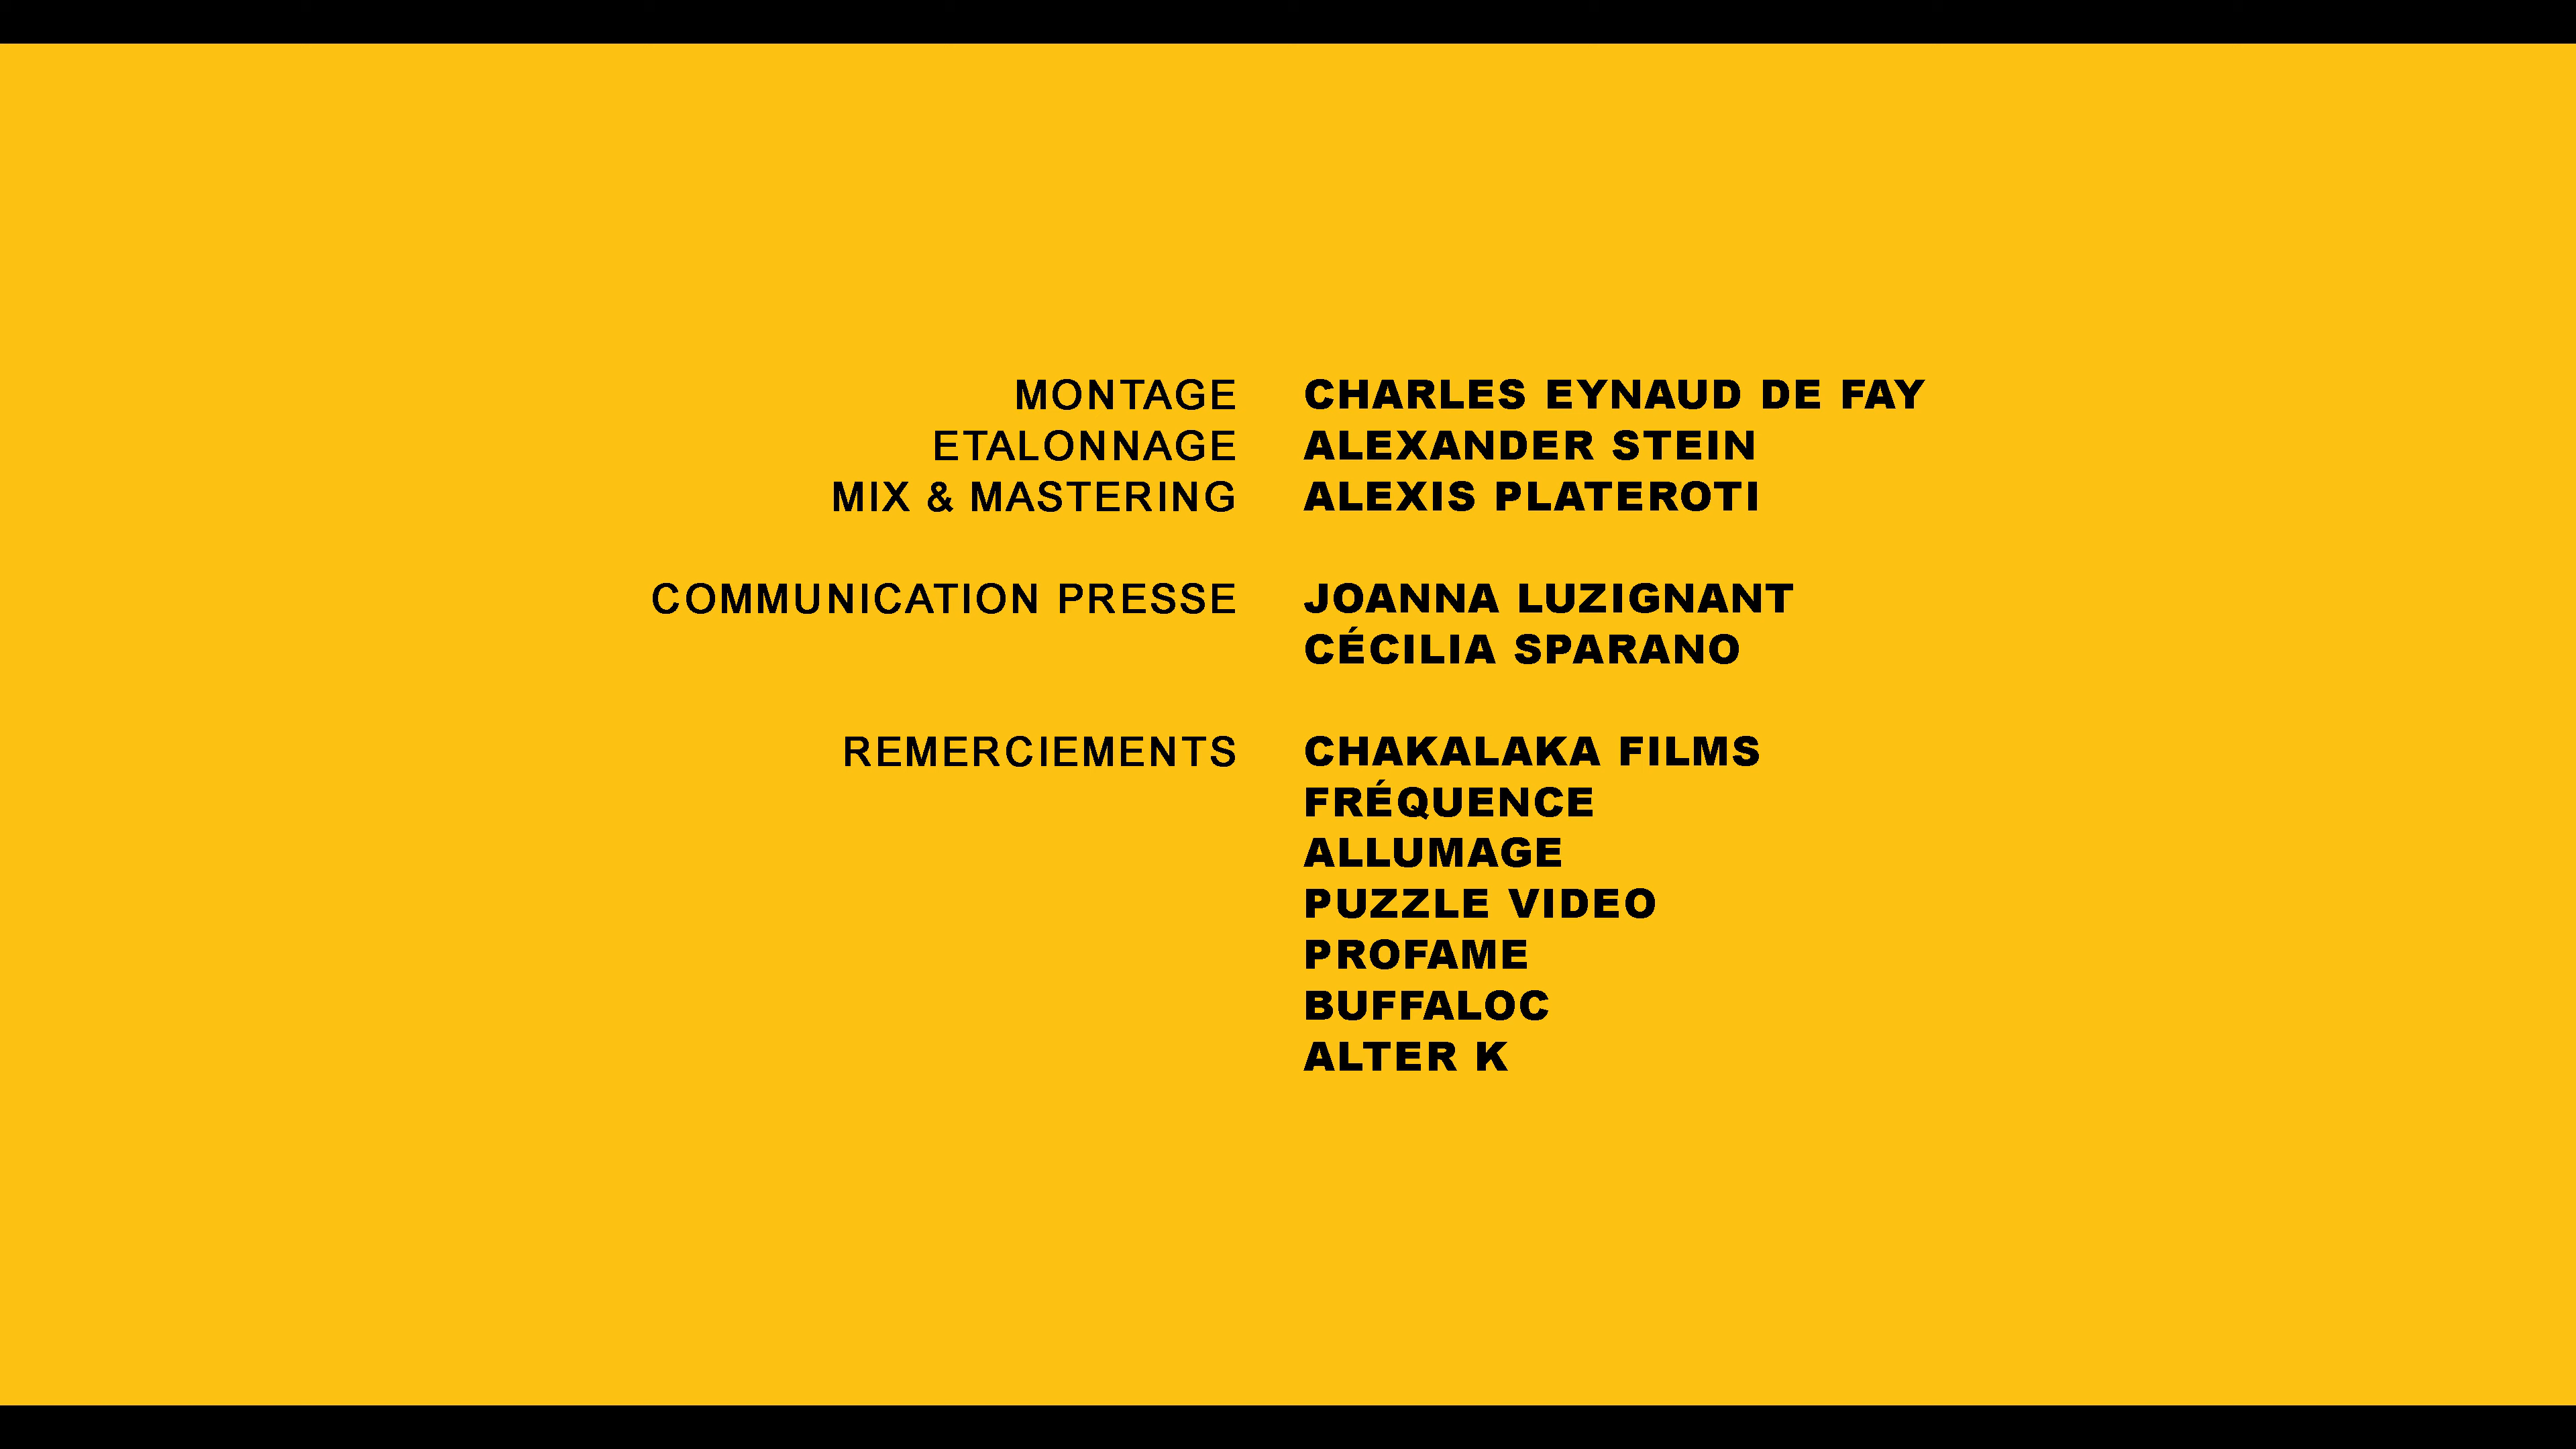 MONTAGE CHARLES EYNAUD DE FAY
ETALONNAGE ALEXANDER STEIN
MIX & MASTERING ALEXIS PLATEROTI
COMMUNICATION PRESSE JOANNA LUZIGNANT
CÉCILIA SPARANO
REMERCIEMENTS CHAKALAKA FILMS
FRÉQUENCE
ALLUMAGE
PUZZLE VIDEO
PROFAME
BUFFALOC
ALTER K